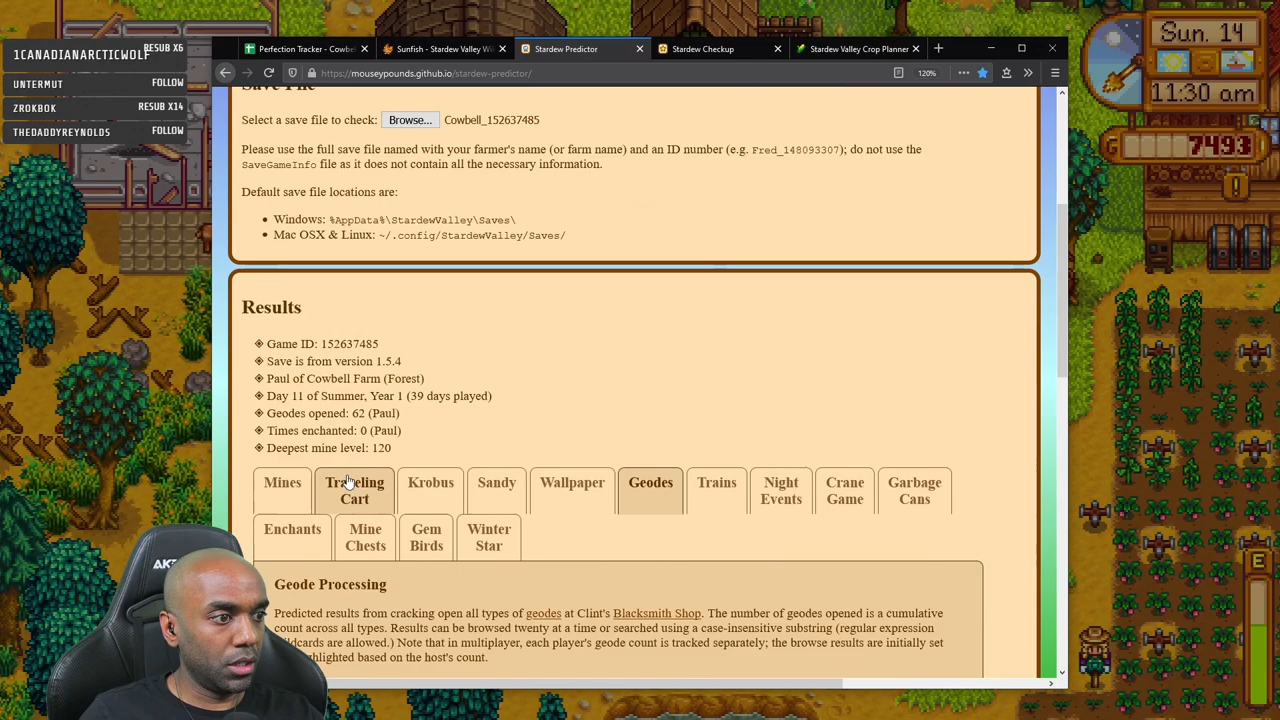 1CANADIANARCTICWOLF RESUB X6
UNTERMUT FOLLOW
ZROKBOK RESUB X14
THEDADDYREYNOLDS FOLLOW
Perfection Tracker - Cowbel
Sunfish - Stardew Valley Wi
Stardew Predictor
Stardew Checkup
Stardew Valley Crop Planner
https://mouseypounds.github.io/stardew-predictor/
120%
Sun. 14
11:30 am
7493
E
Save File
Select a save file to check: Browse... Cowbell_152637485
Please use the full save file named with your farmer's name (or farm name) and an ID number (e.g. Fred_148093307); do not use the
SaveGameInfo file as it does not contain all the necessary information.
Default save file locations are:
Windows: %AppData%\StardewValley\Saves\
Mac OSX & Linux: ~/.config/StardewValley/Saves/
Results
Game ID: 152637485
Save is from version 1.5.4
Paul of Cowbell Farm (Forest)
Day 11 of Summer, Year 1 (39 days played)
Geodes opened: 62 (Paul)
Times enchanted: 0 (Paul)
Deepest mine level: 120
Mines
Traveling
Cart
Krobus
Sandy
Wallpaper
Geodes
Trains
Night
Events
Crane
Game
Garbage
Cans
Enchants
Mine
Chests
Gem
Birds
Winter
Star
Geode Processing
Predicted results from cracking open all types of geodes at Clint's Blacksmith Shop. The number of geodes opened is a cumulative
count across all types. Results can be browsed twenty at a time or searched using a case-insensitive substring (regular expression
wildcards are allowed.) Note that in multiplayer, each player's geode count is tracked separately; the browse results are initially set
highlighted based on the host's count.